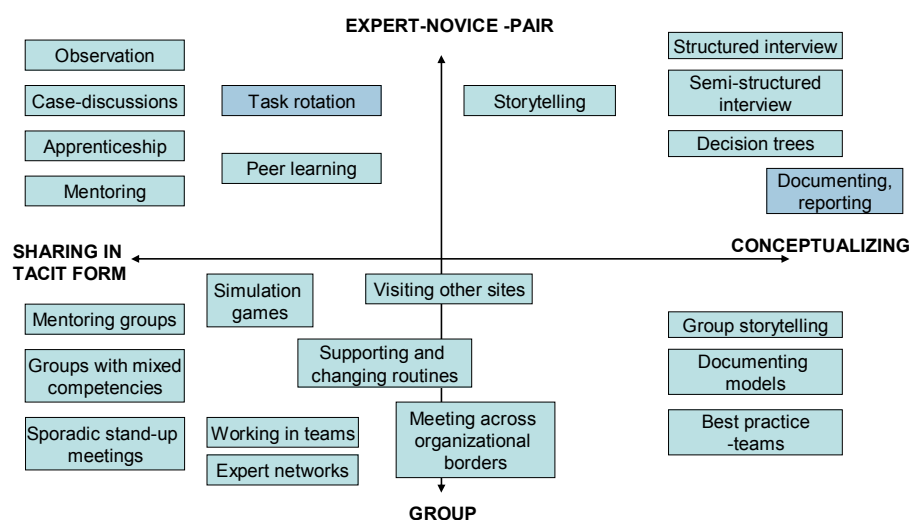 EXPERT-NOVICE -PAIR
Observation
Case-discussions
Apprenticeship
Mentoring
Task rotation
Peer learning
Storytelling
Structured interview
Semi-structured
interview
Decision trees
Documenting,
reporting
SHARING IN
TACIT FORM
CONCEPTUALIZING
Mentoring groups
Groups with mixed
competencies
Sporadic stand-up
meetings
Simulation
games
Working in teams
Expert networks
Visiting other sites
Supporting and
changing routines
Meeting across
organizational
borders
Group storytelling
Documenting
models
Best practice
-teams
GROUP